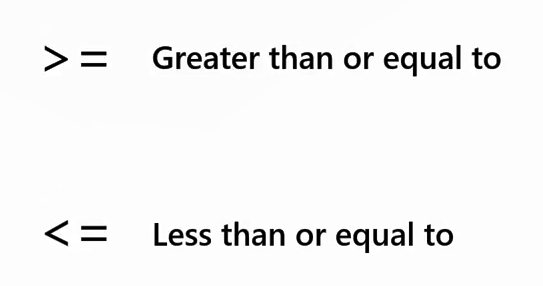 >= Greater than or equal to
<= Less than or equal to